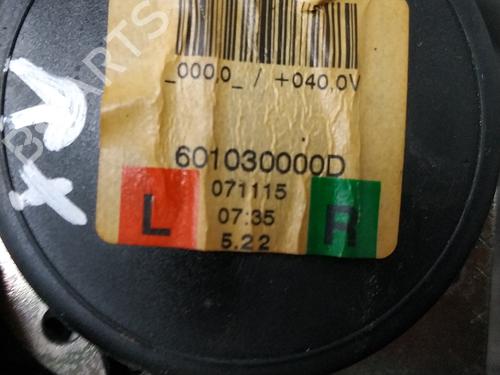 _000,0_ / +040,0V
601030000D
071115
L
07:35
R
5.22